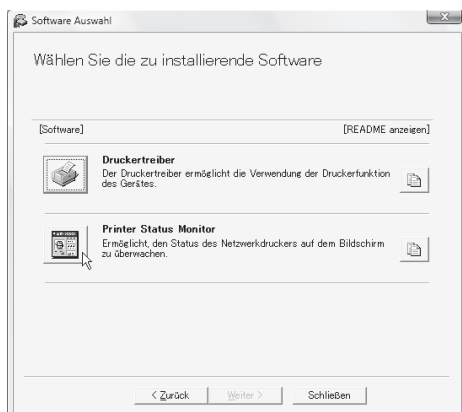 Software Auswahl
Wählen Sie die zu installierende Software
[Software] [README anzeigen]
Druckertreiber
Der Druckertreiber ermöglicht die Verwendung der Druckerfunktion
des Gerätes.
Printer Status Monitor
Ermöglicht, den Status des Netzwerkdruckers auf dem Bildschirm
zu überwachen.
< Zurück Weiter > Schließen